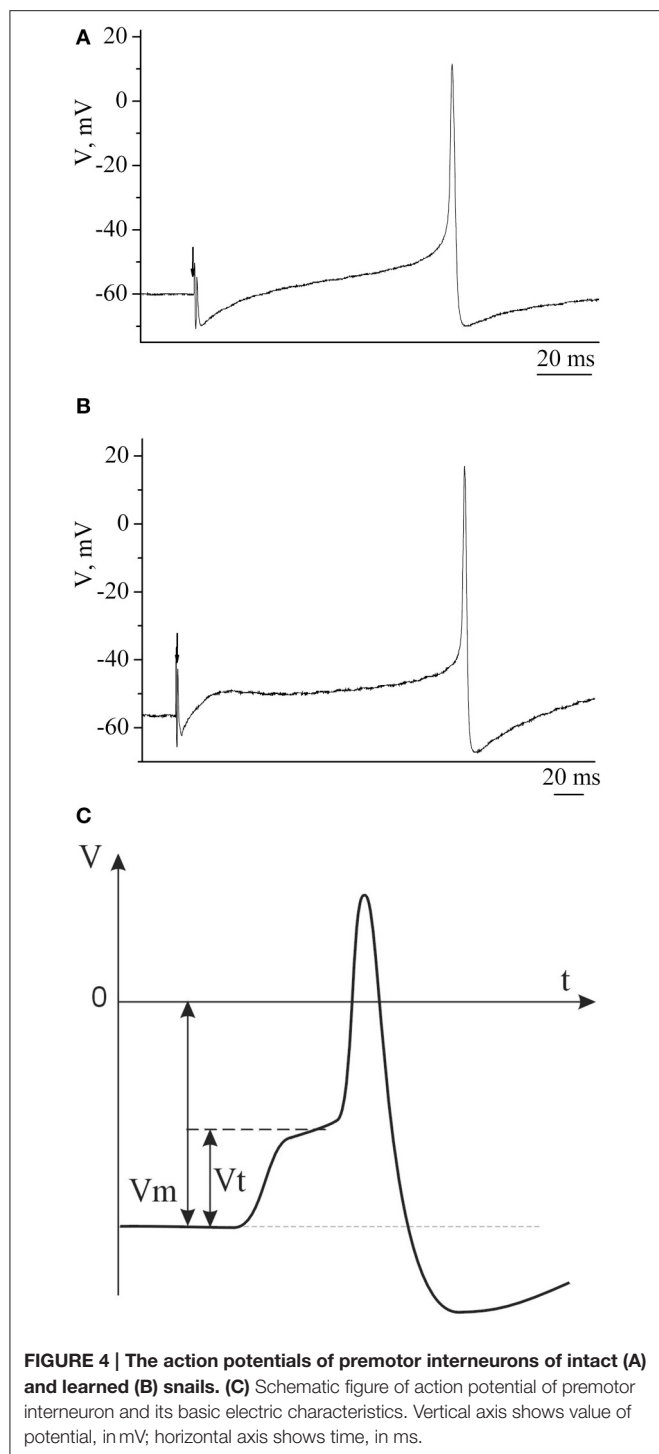 A
20
0
-20
-40
-60
V, mV
20 ms
B
20
0
-20
-40
-60
V, mV
20 ms
C
V
0
t
Vm
Vt
FIGURE 4 | The action potentials of premotor interneurons of intact (A)
and learned (B) snails. (C) Schematic figure of action potential of premotor
interneuron and its basic electric characteristics. Vertical axis shows value of
potential, in mV; horizontal axis shows time, in ms.